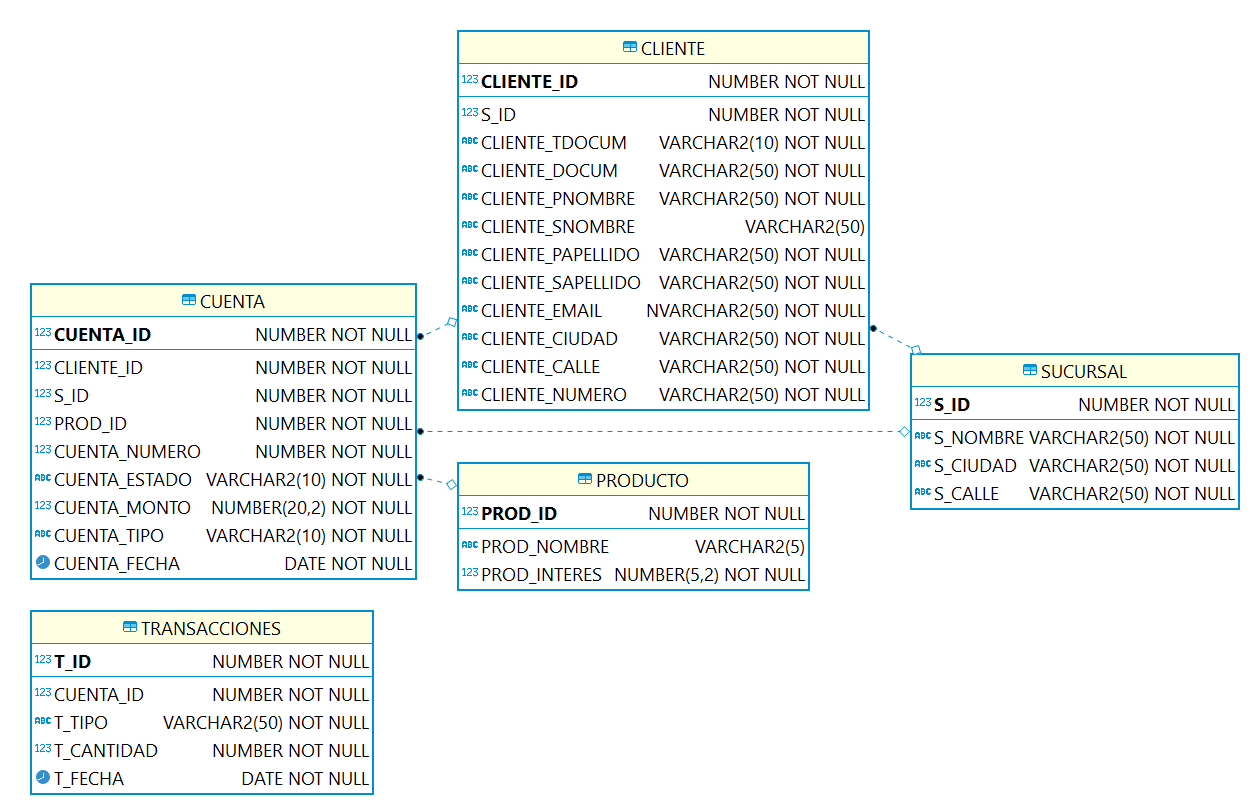 CLIENTE
123 CLIENTE_ID NUMBER NOT NULL
123 S_ID NUMBER NOT NULL
ABC CLIENTE_TDOCUM VARCHAR2(10) NOT NULL
ABC CLIENTE_DOCUM VARCHAR2(50) NOT NULL
ABC CLIENTE_PNOMBRE VARCHAR2(50) NOT NULL
ABC CLIENTE_SNOMBRE VARCHAR2(50)
ABC CLIENTE_PAPELLIDO VARCHAR2(50) NOT NULL
ABC CLIENTE_SAPELLIDO VARCHAR2(50) NOT NULL
ABC CLIENTE_EMAIL NVARCHAR2(50) NOT NULL
ABC CLIENTE_CIUDAD VARCHAR2(50) NOT NULL
ABC CLIENTE_CALLE VARCHAR2(50) NOT NULL
ABC CLIENTE_NUMERO VARCHAR2(50) NOT NULL
CUENTA
123 CUENTA_ID NUMBER NOT NULL
123 CLIENTE_ID NUMBER NOT NULL
123 S_ID NUMBER NOT NULL
123 PROD_ID NUMBER NOT NULL
123 CUENTA_NUMERO NUMBER NOT NULL
ABC CUENTA_ESTADO VARCHAR2(10) NOT NULL
123 CUENTA_MONTO NUMBER(20,2) NOT NULL
ABC CUENTA_TIPO VARCHAR2(10) NOT NULL
CUENTA_FECHA DATE NOT NULL
SUCURSAL
123 S_ID NUMBER NOT NULL
ABC S_NOMBRE VARCHAR2(50) NOT NULL
ABC S_CIUDAD VARCHAR2(50) NOT NULL
ABC S_CALLE VARCHAR2(50) NOT NULL
PRODUCTO
123 PROD_ID NUMBER NOT NULL
ABC PROD_NOMBRE VARCHAR2(5)
123 PROD_INTERES NUMBER(5,2) NOT NULL
TRANSACCIONES
123 T_ID NUMBER NOT NULL
123 CUENTA_ID NUMBER NOT NULL
ABC T_TIPO VARCHAR2(50) NOT NULL
123 T_CANTIDAD NUMBER NOT NULL
T_FECHA DATE NOT NULL